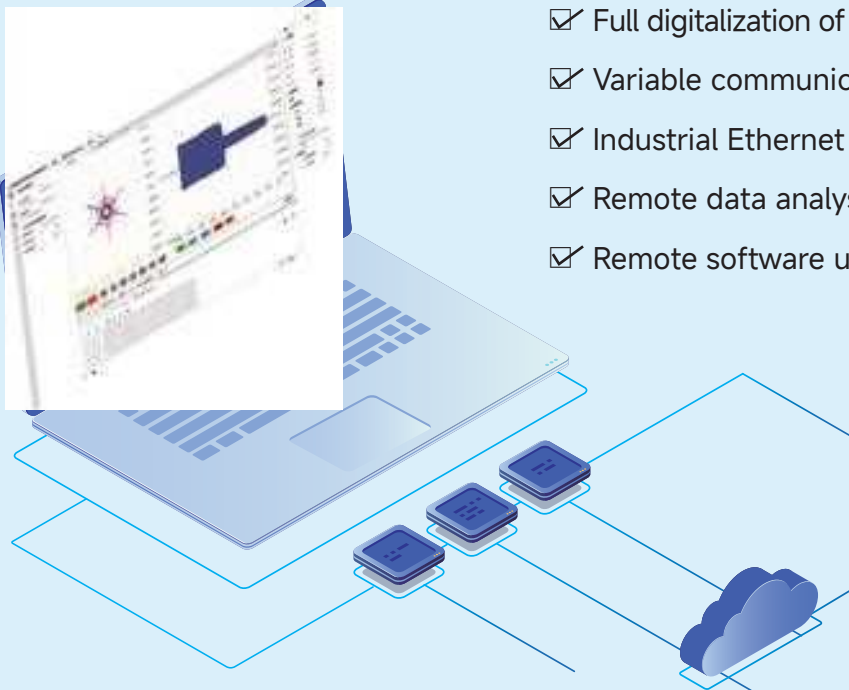 Full digitalization of
Variable communic
Industrial Ethernet
Remote data analys
Remote software u